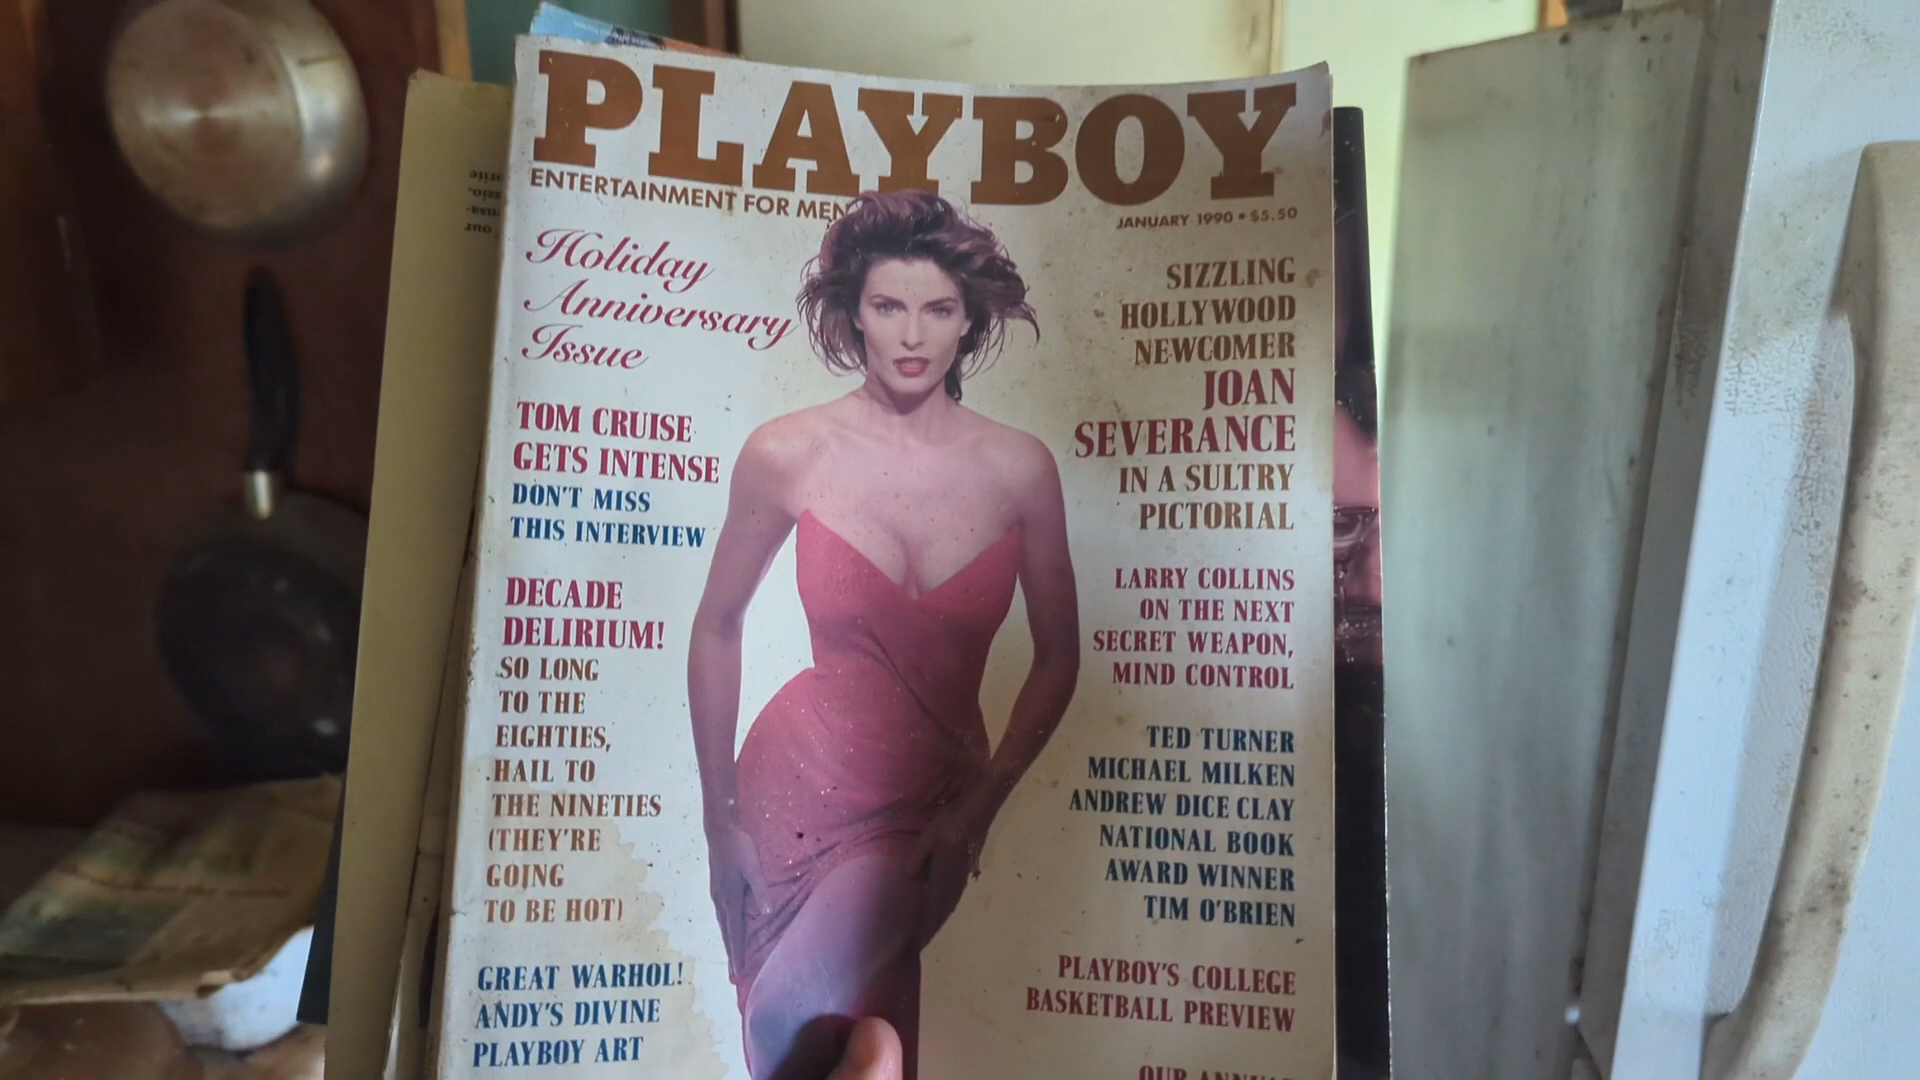 PLAYBOY
ENTERTAINMENT FOR MEN
JANUARY 1990 • $5.50
Holiday
Anniversary
Issue
TOM CRUISE
GETS INTENSE
DON'T MISS
THIS INTERVIEW
DECADE
DELIRIUM!
SO LONG
TO THE
EIGHTIES,
HAIL TO
THE NINETIES
(THEY'RE
GOING
TO BE HOT)
GREAT WARHOL!
ANDY'S DIVINE
PLAYBOY ART
SIZZLING
HOLLYWOOD
NEWCOMER
JOAN
SEVERANCE
IN A SULTRY
PICTORIAL
LARRY COLLINS
ON THE NEXT
SECRET WEAPON,
MIND CONTROL
TED TURNER
MICHAEL MILKEN
ANDREW DICE CLAY
NATIONAL BOOK
AWARD WINNER
TIM O'BRIEN
PLAYBOY'S COLLEGE
BASKETBALL PREVIEW
OUR